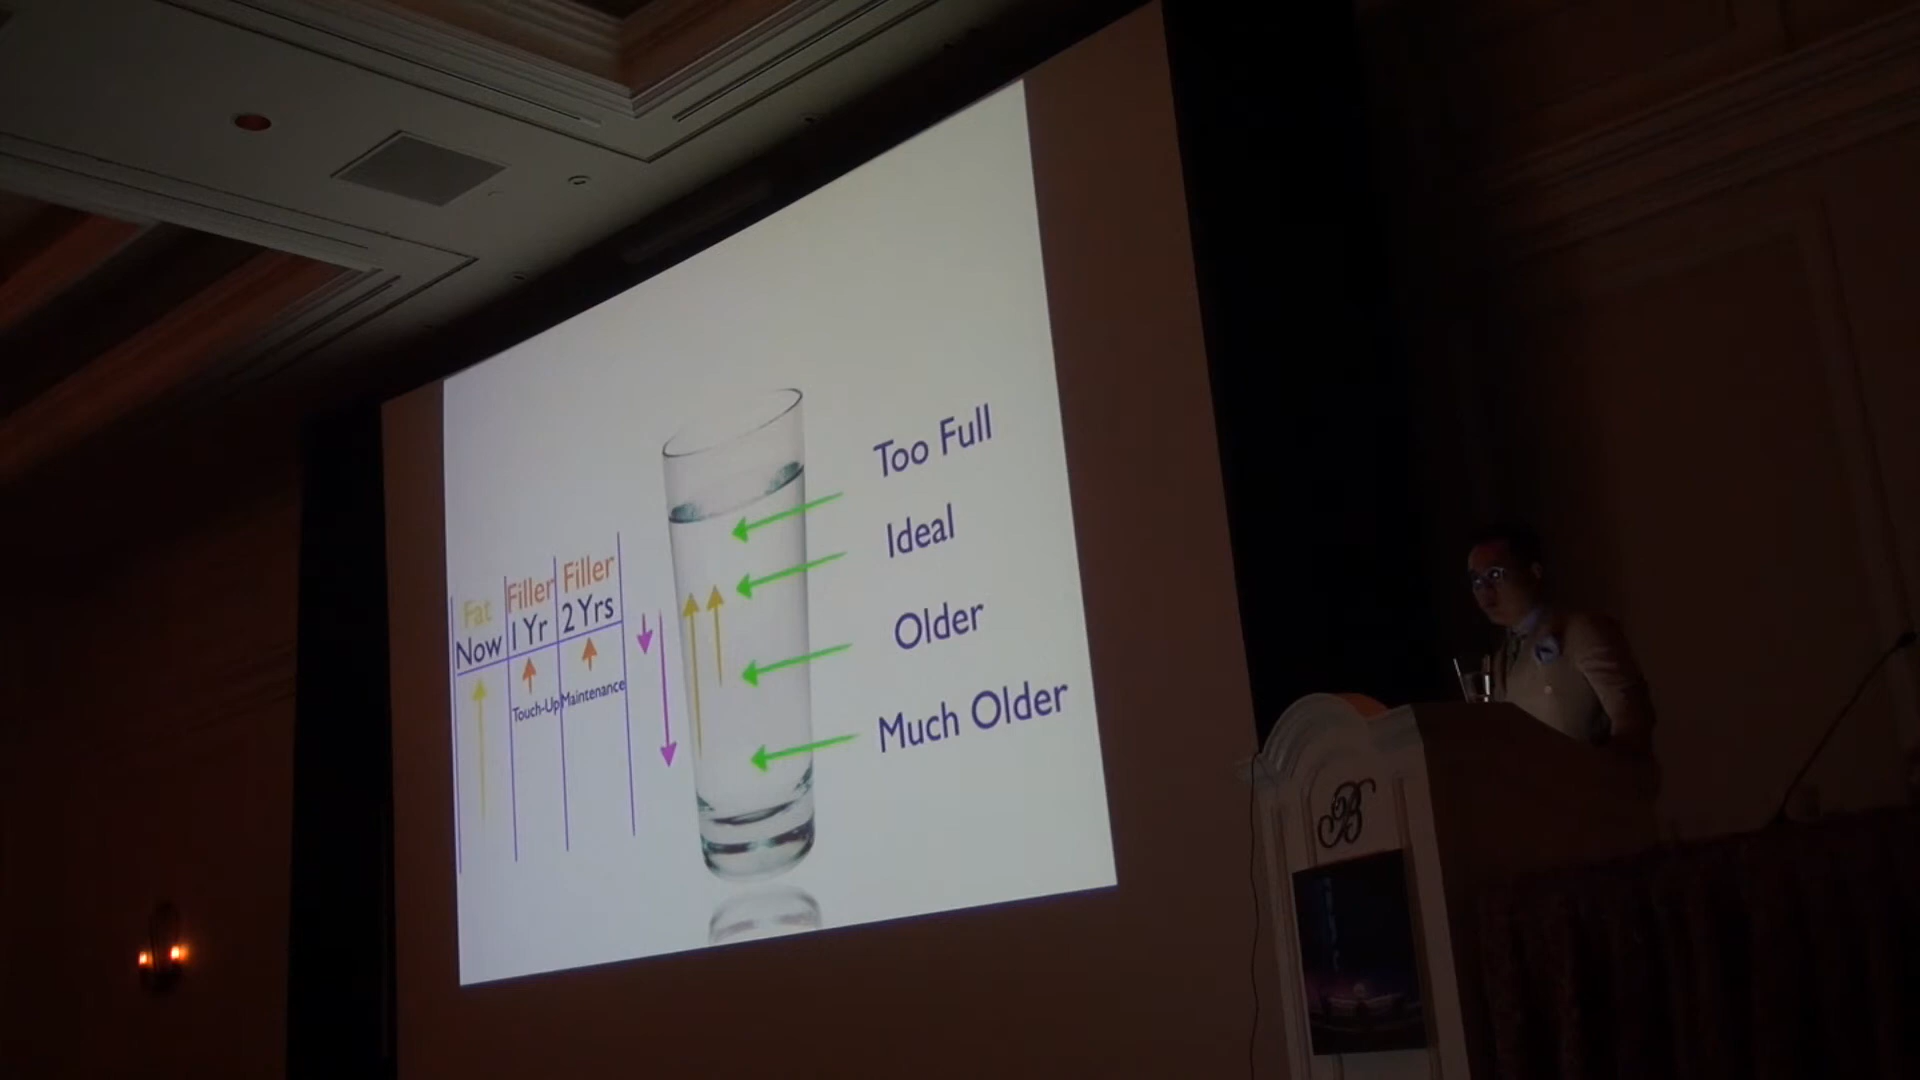 Too Full
Ideal
Older
Much Older
Fat
Now
Filler
1 Yr
Filler
2 Yrs
Touch-Up
Maintenance
B